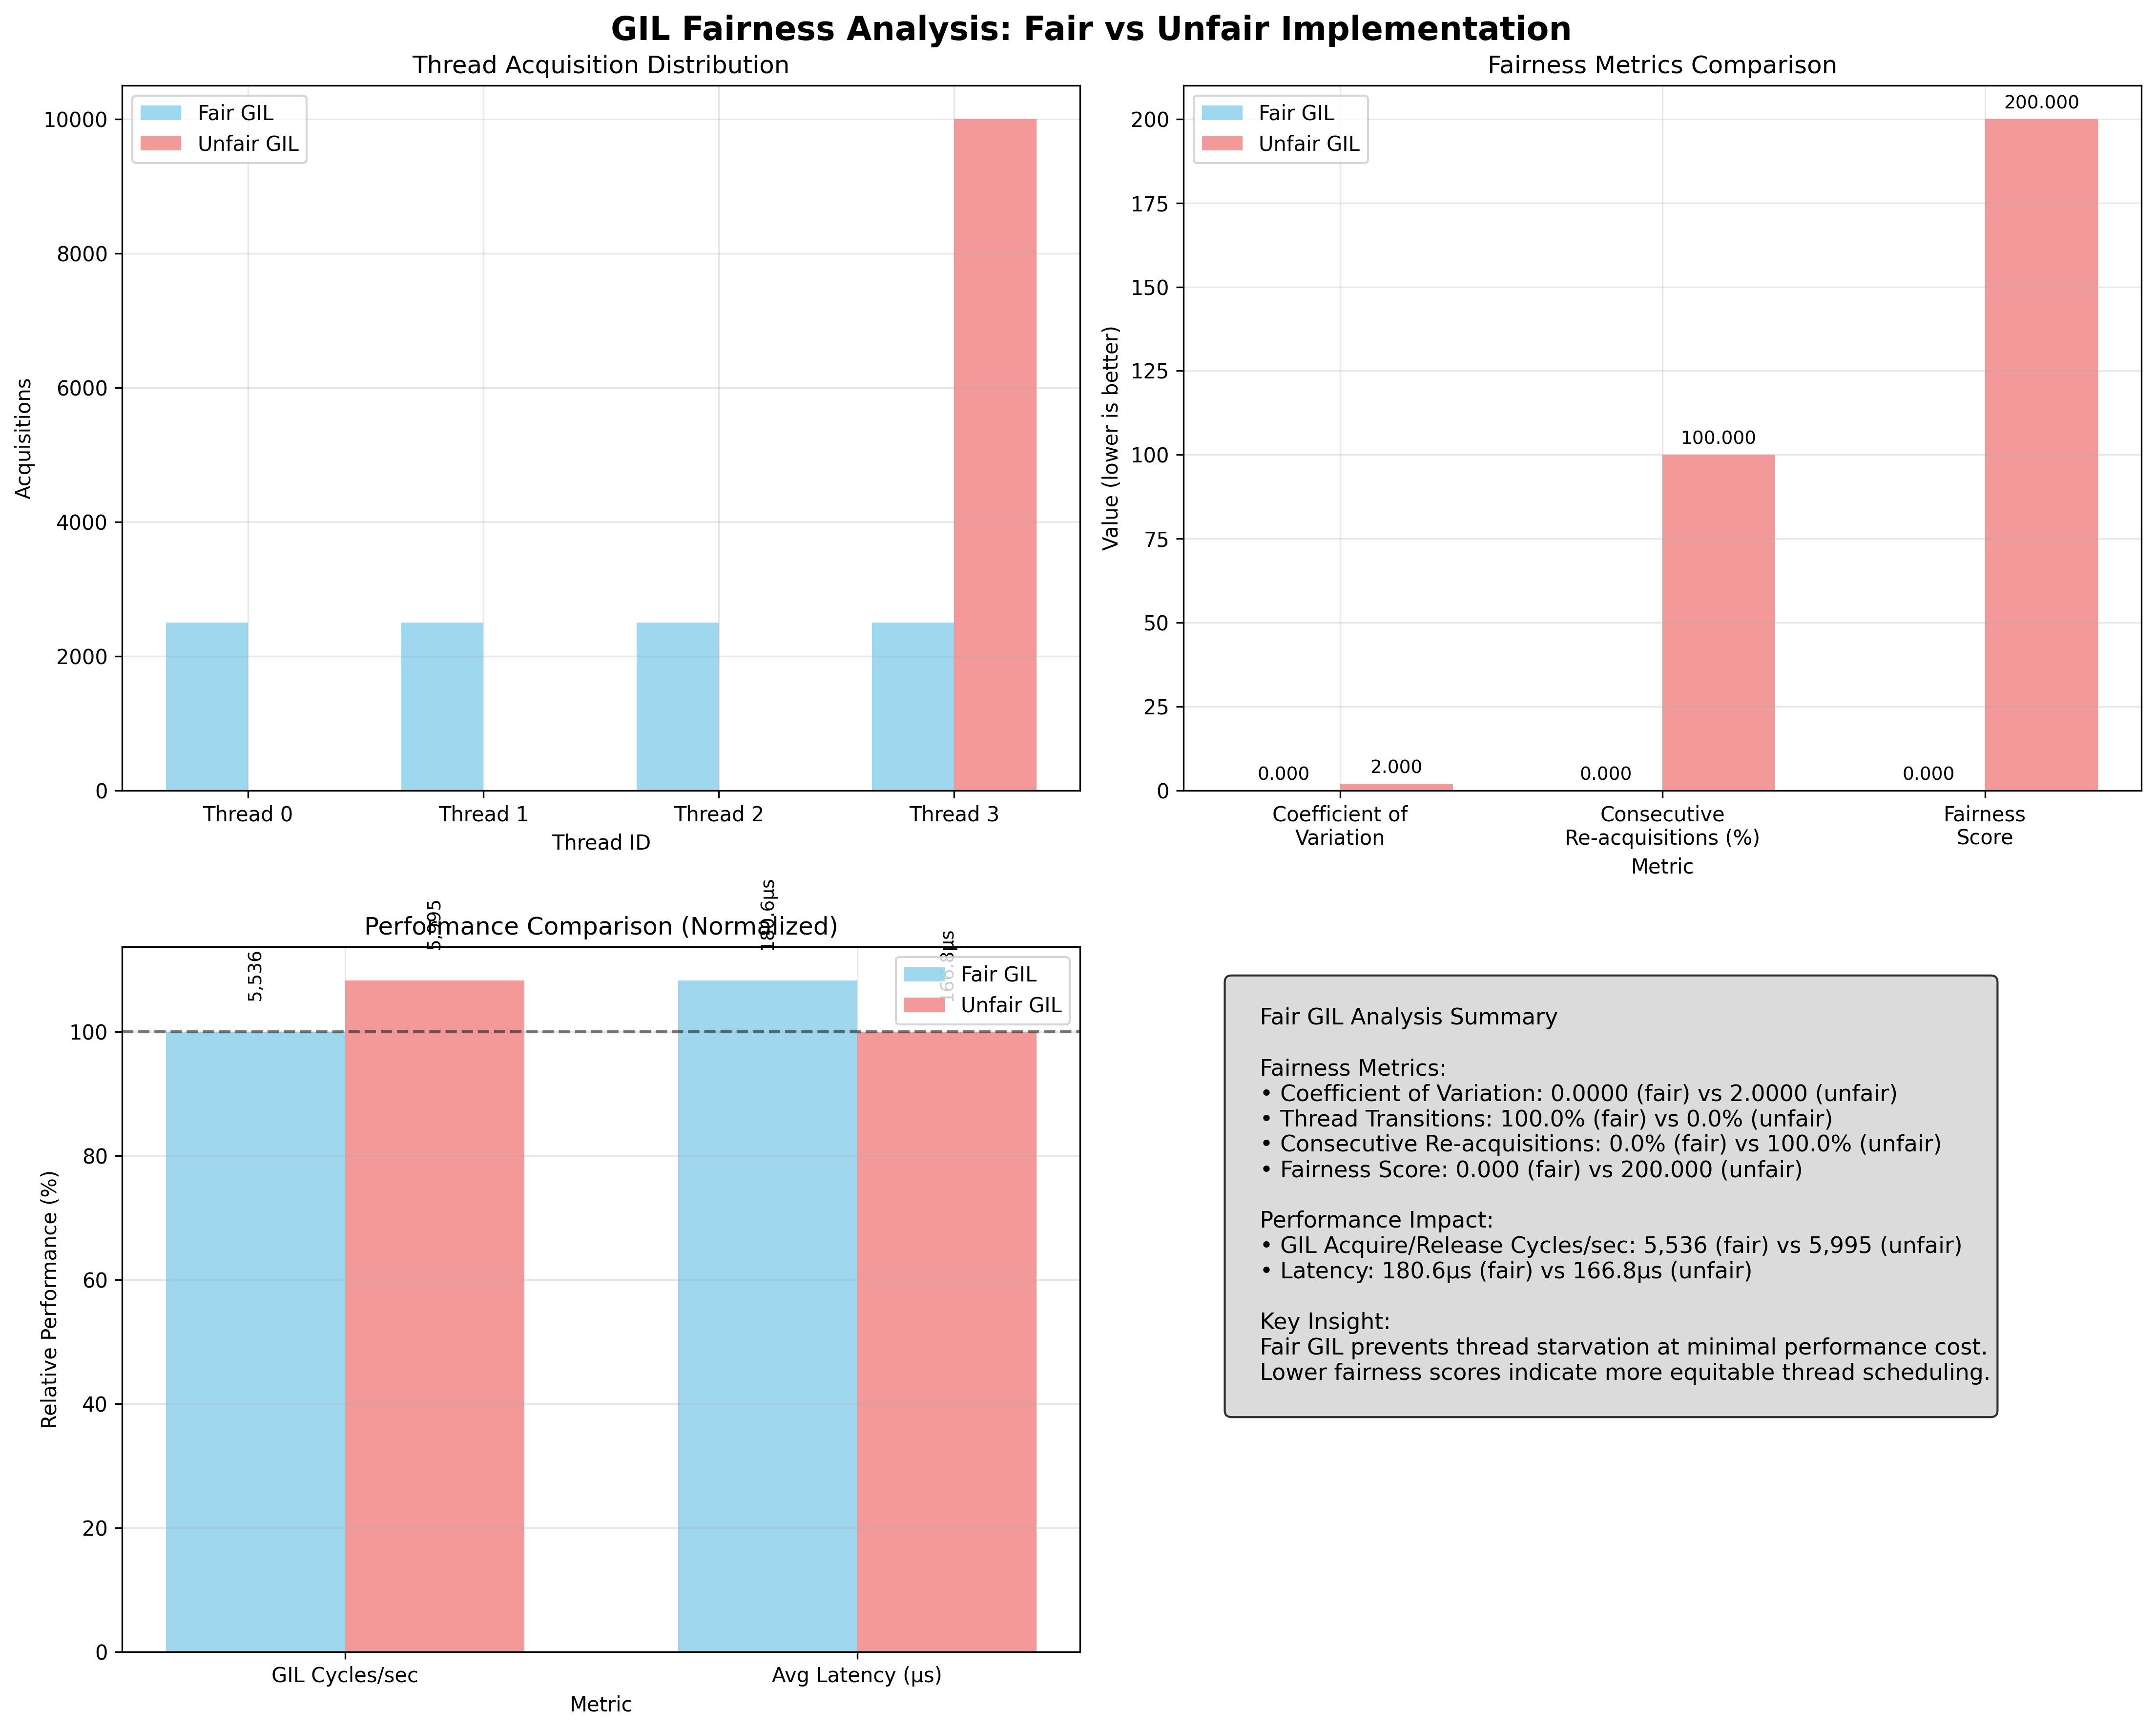 GIL Fairness Analysis: Fair vs Unfair Implementation
Thread Acquisition Distribution
Fair GIL
Unfair GIL
10000
8000
6000
4000
2000
0
Acquisitions
Thread 0
Thread 1
Thread 2
Thread 3
Thread ID
Fairness Metrics Comparison
Fair GIL
Unfair GIL
200
175
150
125
100
75
50
25
0
Value (lower is better)
0.000
2.000
0.000
100.000
0.000
200.000
Coefficient of
Variation
Consecutive
Re-acquisitions (%)
Fairness
Score
Metric
Performance Comparison (Normalized)
5,536
5,995
180.6µs
166.8µs
Fair GIL
Unfair GIL
100
80
60
40
20
0
Relative Performance (%)
GIL Cycles/sec
Avg Latency (µs)
Metric
Fair GIL Analysis Summary
Fairness Metrics:
• Coefficient of Variation: 0.0000 (fair) vs 2.0000 (unfair)
• Thread Transitions: 100.0% (fair) vs 0.0% (unfair)
• Consecutive Re-acquisitions: 0.0% (fair) vs 100.0% (unfair)
• Fairness Score: 0.000 (fair) vs 200.000 (unfair)
Performance Impact:
• GIL Acquire/Release Cycles/sec: 5,536 (fair) vs 5,995 (unfair)
• Latency: 180.6µs (fair) vs 166.8µs (unfair)
Key Insight:
Fair GIL prevents thread starvation at minimal performance cost.
Lower fairness scores indicate more equitable thread scheduling.